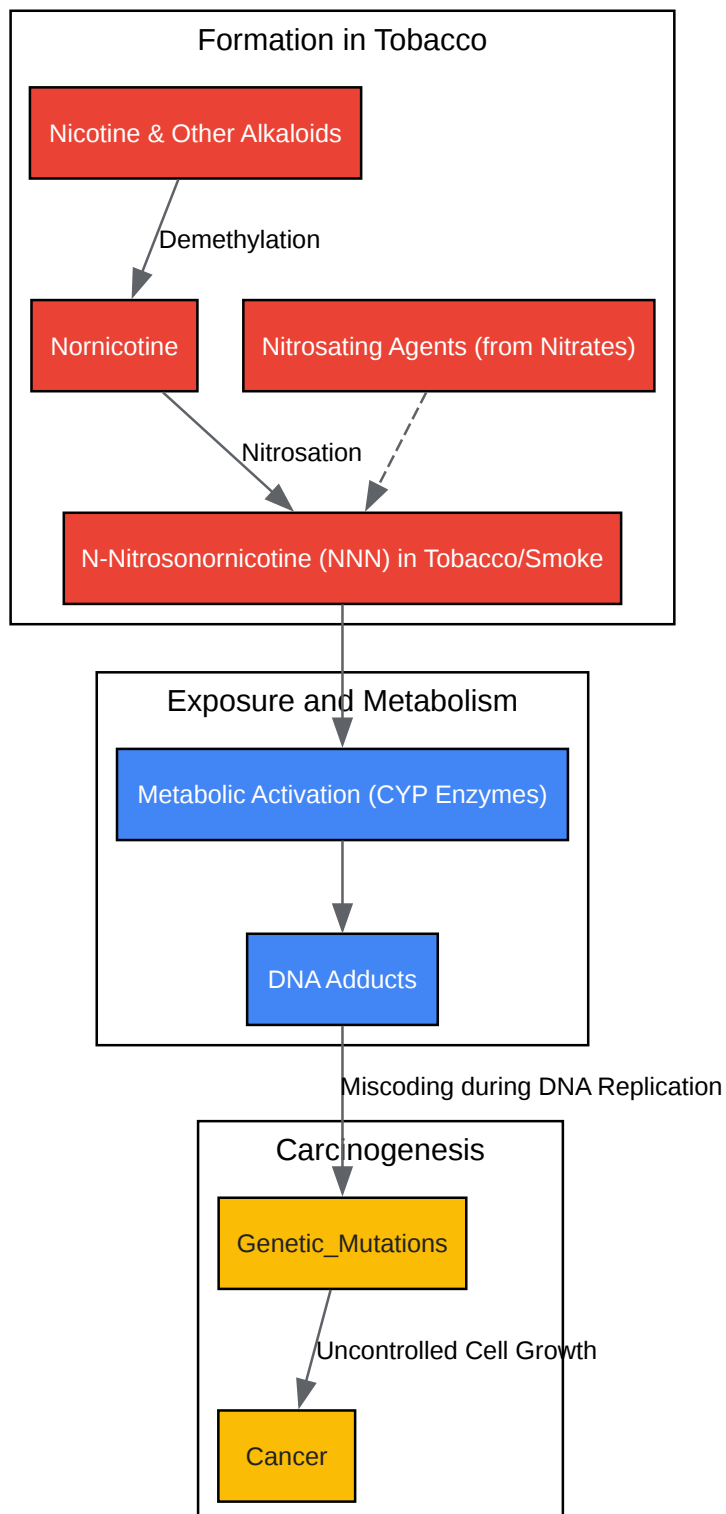 Formation in Tobacco
Nicotine & Other Alkaloids
Demethylation
Nornicotine
Nitrosating Agents (from Nitrates)
Nitrosation
N-Nitrosonornicotine (NNN) in Tobacco/Smoke
Exposure and Metabolism
Metabolic Activation (CYP Enzymes)
DNA Adducts
Miscoding during DNA Replication
Carcinogenesis
Genetic_Mutations
Uncontrolled Cell Growth
Cancer